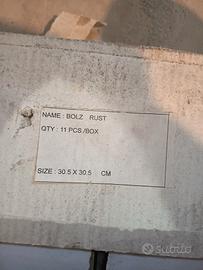 NAME : BOLZ RUST
QTY : 11 PCS /BOX
SIZE : 30.5 X 30.5 CM
subito